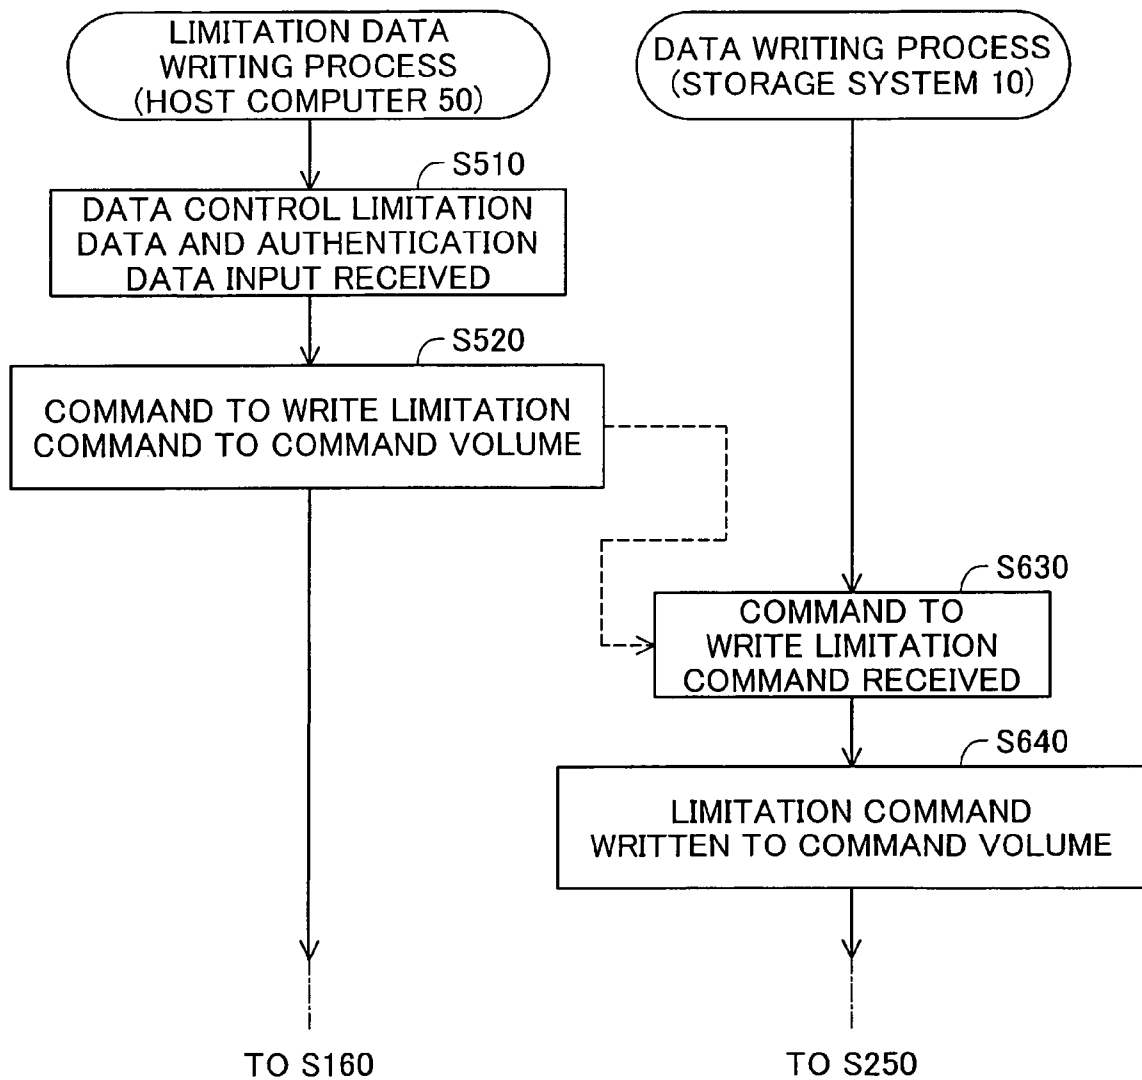 LIMITATION DATA
WRITING PROCESS
(HOST COMPUTER 50)
DATA WRITING PROCESS
(STORAGE SYSTEM 10)
S510
DATA CONTROL LIMITATION
DATA AND AUTHENTICATION
DATA INPUT RECEIVED
S520
COMMAND TO WRITE LIMITATION
COMMAND TO COMMAND VOLUME
S630
COMMAND TO
WRITE LIMITATION
COMMAND RECEIVED
S640
LIMITATION COMMAND
WRITTEN TO COMMAND VOLUME
TO S160
TO S250